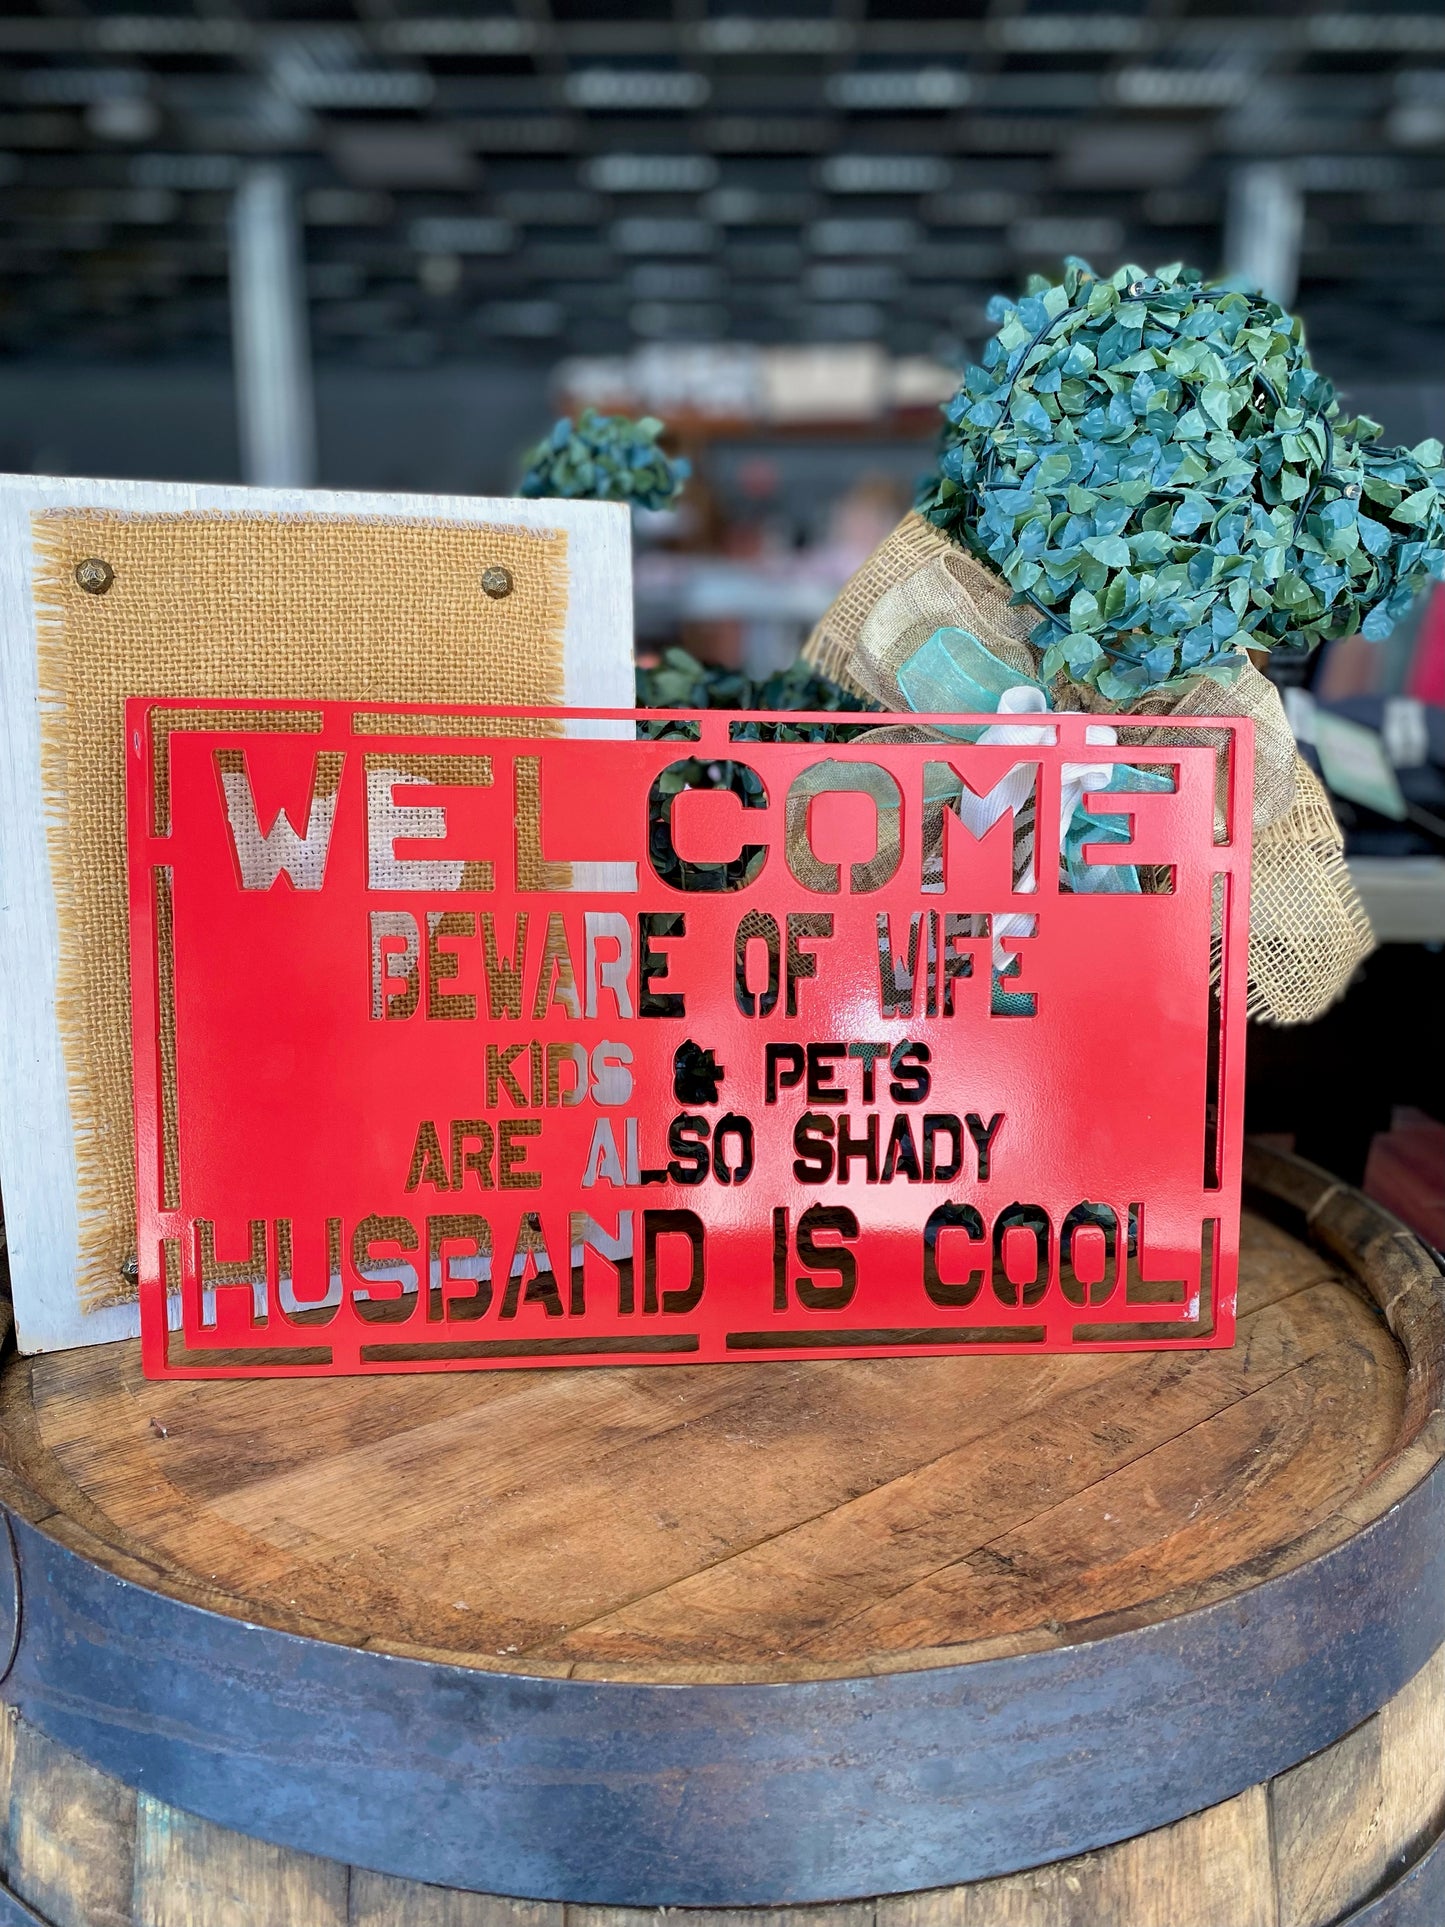 WELCOME
BEWARE OF WIFE
KIDS & PETS
ARE ALSO SHADY
HUSBAND IS COOL